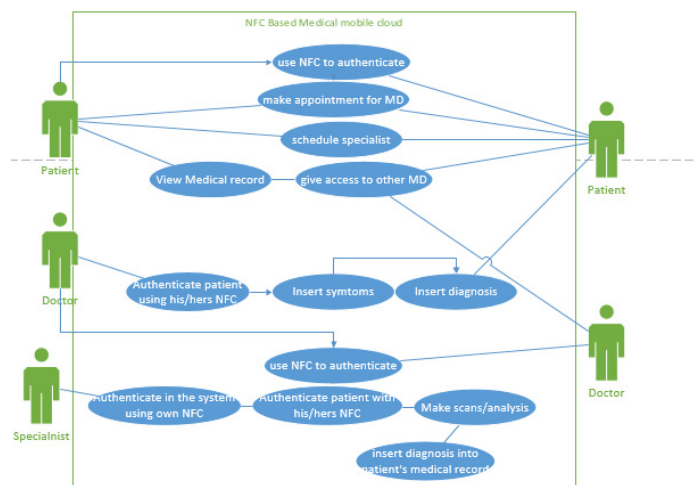 NFC Based Medical mobile cloud
use NFC to authenticate
make appointment for MD
schedule specialist
Patient
View Medical record
give access to other MD
Patient
Doctor
Authenticate patient
using his/hers NFC
Insert symtoms
Insert diagnosis
use NFC to authenticate
Doctor
Authenticate in the system
using own NFC
Authenticate patient with
his/hers NFC
Make scans/analysis
Specialnist
insert diagnosis into
patient's medical record